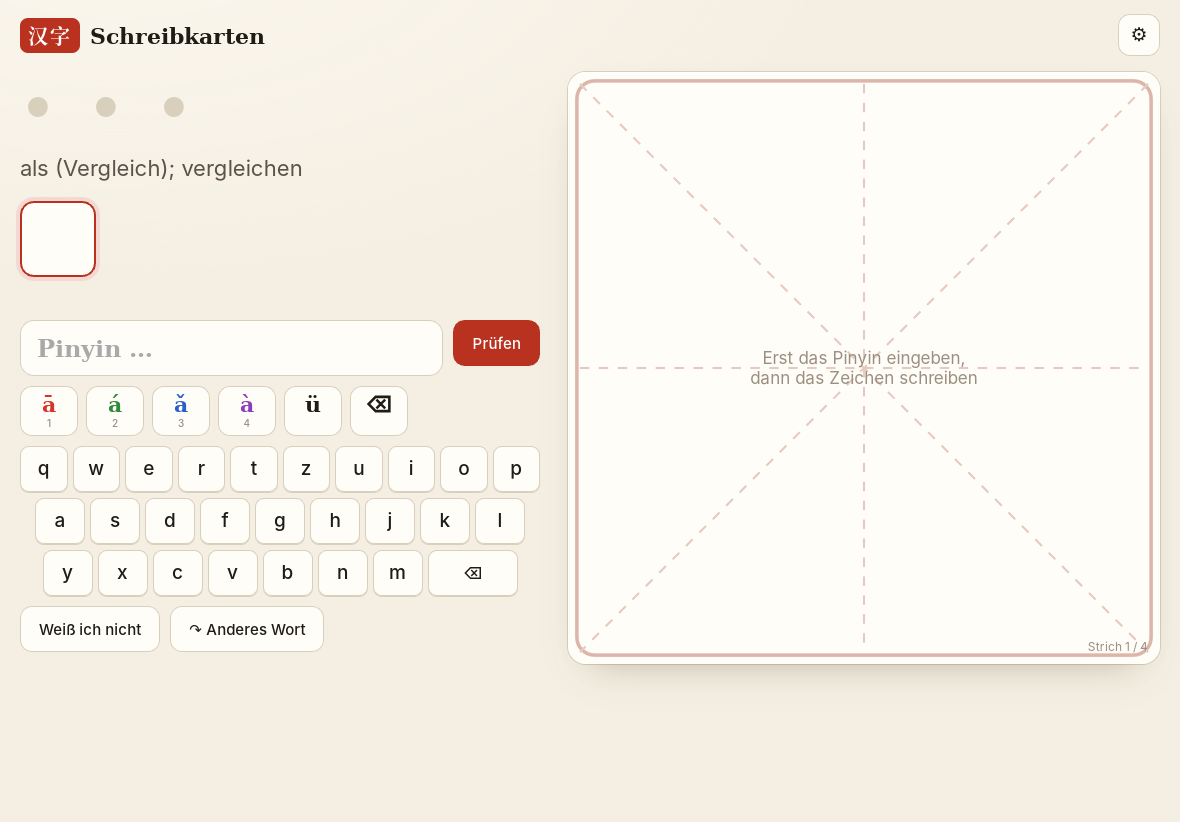 汉字 Schreibkarten
⚙
als (Vergleich); vergleichen
Pinyin ...
Prüfen
ā á ǎ à ü ⌫
1 2 3 4
q w e r t z u i o p
a s d f g h j k l
y x c v b n m ⌫
Weiß ich nicht
↷ Anderes Wort
Erst das Pinyin eingeben,
dann das Zeichen schreiben
Strich 1 / 4